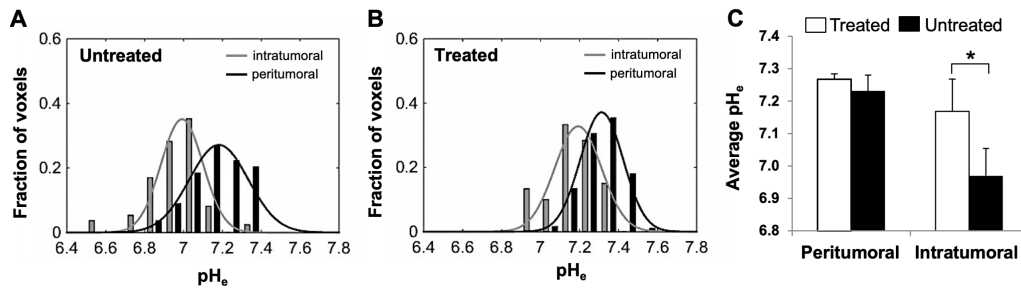 A
Untreated
intratumoral
peritumoral
Fraction of voxels
0.6
0.4
0.2
0
6.4 6.6 6.8 7 7.2 7.4 7.6 7.8
pHe
B
Treated
intratumoral
peritumoral
Fraction of voxels
0.6
0.4
0.2
0
6.4 6.6 6.8 7 7.2 7.4 7.6 7.8
pHe
C
Treated Untreated
Average pHe
7.4
7.3
7.2
7.1
7.0
6.9
6.8
*
Peritumoral Intratumoral